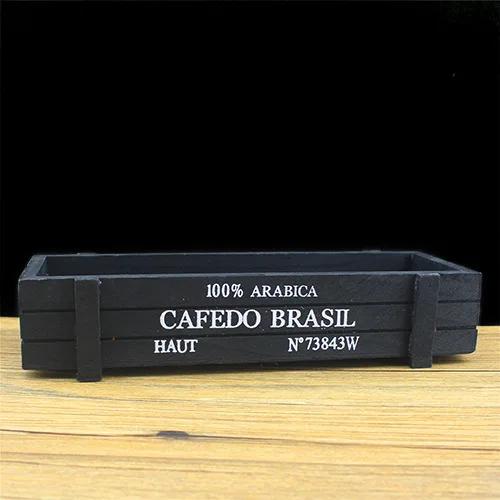 100% ARABICA
CAFEDO BRASIL
HAUT N°73843W